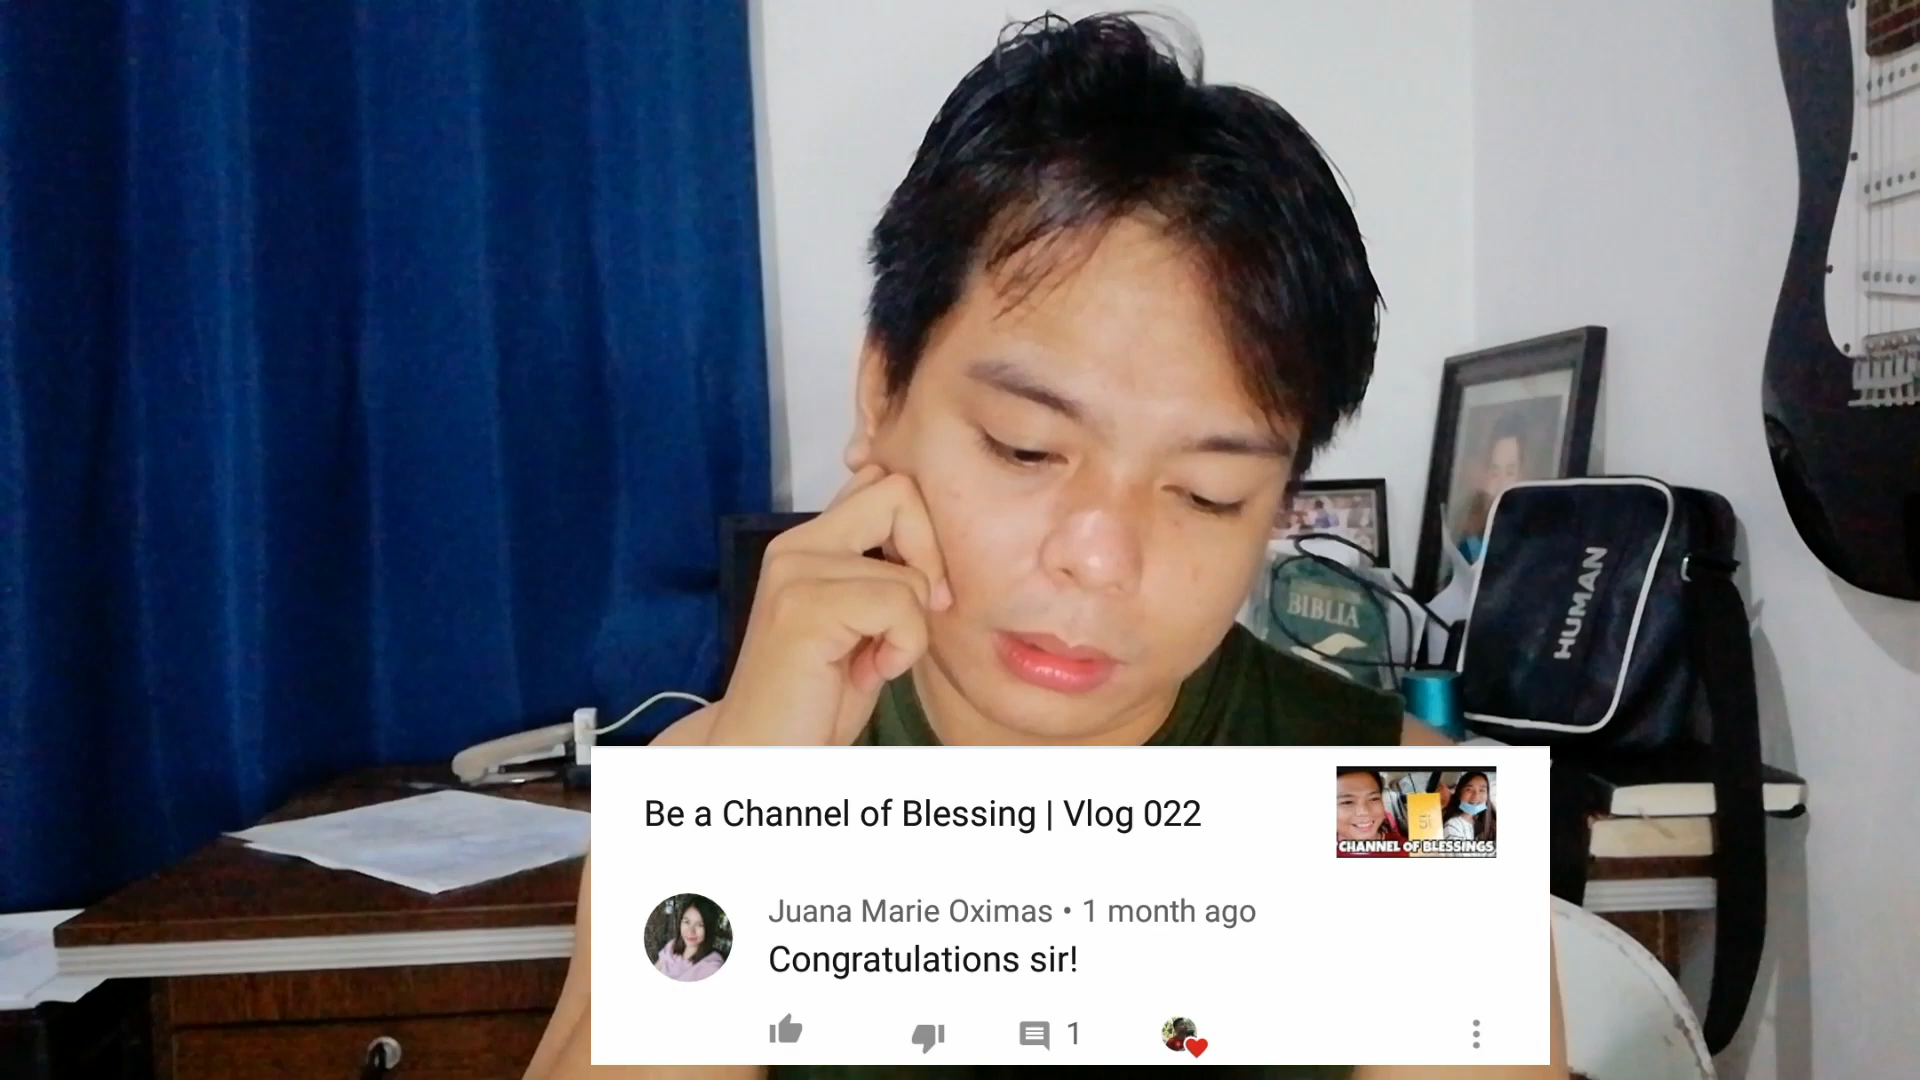 BIBLIA
HUMAN
Be a Channel of Blessing | Vlog 022
CHANNEL OF BLESSINGS
Juana Marie Oximas • 1 month ago
Congratulations sir!
1